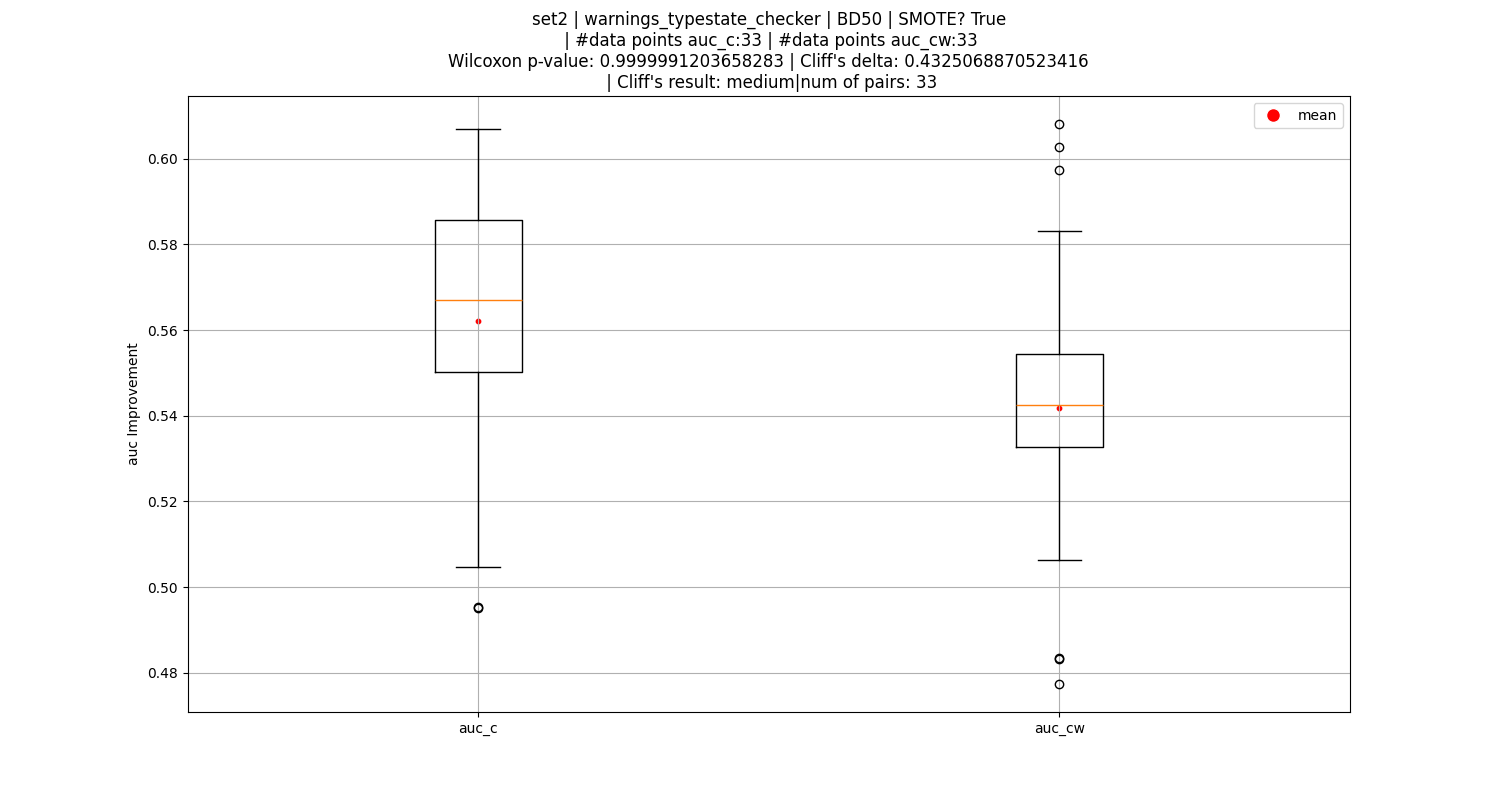 set2 | warnings_typestate_checker | BD50 | SMOTE? True
| #data points auc_c:33 | #data points auc_cw:33
Wilcoxon p-value: 0.9999991203658283 | Cliff's delta: 0.4325068870523416
| Cliff's result: medium|num of pairs: 33
mean
0.60
0.58
0.56
0.54
0.52
0.50
0.48
auc Improvement
auc_c
auc_cw